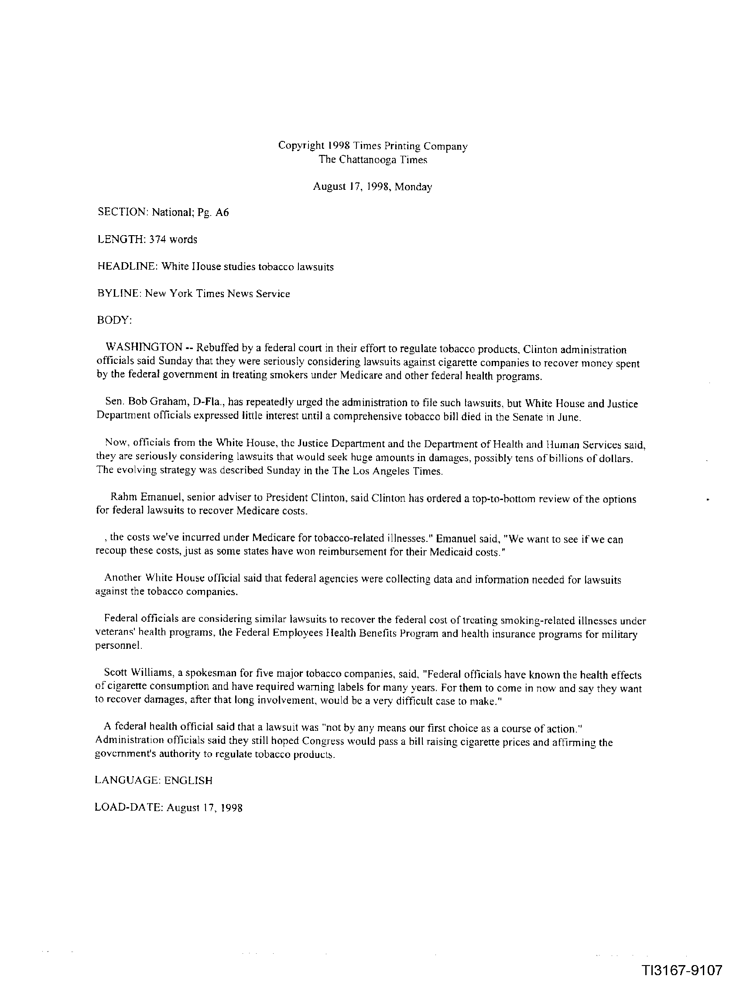 Copyright 1998 Times Printing Company
The Chattanooga Times
August 17, 1998, Monday
SECTION: National; Pg. A6
LENGTH: 374 words
HEADLINE: White House studies tobacco lawsuits
BYLINE: New York Times News Service
BODY:
WASHINGTON -- Rebuffed by a federal court in their effort to regulate tobacco products, Clinton administration
officials said Sunday that they were seriously considering lawsuits against cigarette companies to recover money spent
by the federal government in treating smokers under Medicare and other federal health programs.
Sen. Bob Graham, D-Fla., has repeatedly urged the administration to file such lawsuits, but White House and Justice
Department officials expressed little interest until a comprehensive tobacco bill died in the Senate in June.
Now, officials from the White House, the Justice Department and the Department of Health and Human Services said,
they are seriously considering lawsuits that would seek huge amounts in damages, possibly tens of billions of dollars.
The evolving strategy was described Sunday in the The Los Angeles Times.
Rahm Emanuel, senior adviser to President Clinton, said Clinton has ordered a top-to-bottom review of the options
for federal lawsuits to recover Medicare costs.
, the costs we've incurred under Medicare for tobacco-related illnesses." Emanuel said, "We want to see if we can
recoup these costs, just as some states have won reimbursement for their Medicaid costs."
Another White House official said that federal agencies were collecting data and information needed for lawsuits
against the tobacco companies.
Federal officials are considering similar lawsuits to recover the federal cost of treating smoking-related illnesses under
veterans' health programs, the Federal Employees Health Benefits Program and health insurance programs for military
personnel.
Scott Williams, a spokesman for five major tobacco companies, said, "Federal officials have known the health effects
of cigarette consumption and have required warning labels for many years. For them to come in now and say they want
to recover damages, after that long involvement, would be a very difficult case to make."
A federal health official said that a lawsuit was "not by any means our first choice as a course of action."
Administration officials said they still hoped Congress would pass a bill raising cigarette prices and affirming the
government's authority to regulate tobacco products.
LANGUAGE: ENGLISH
LOAD-DATE: August 17, 1998
TI3167-9107